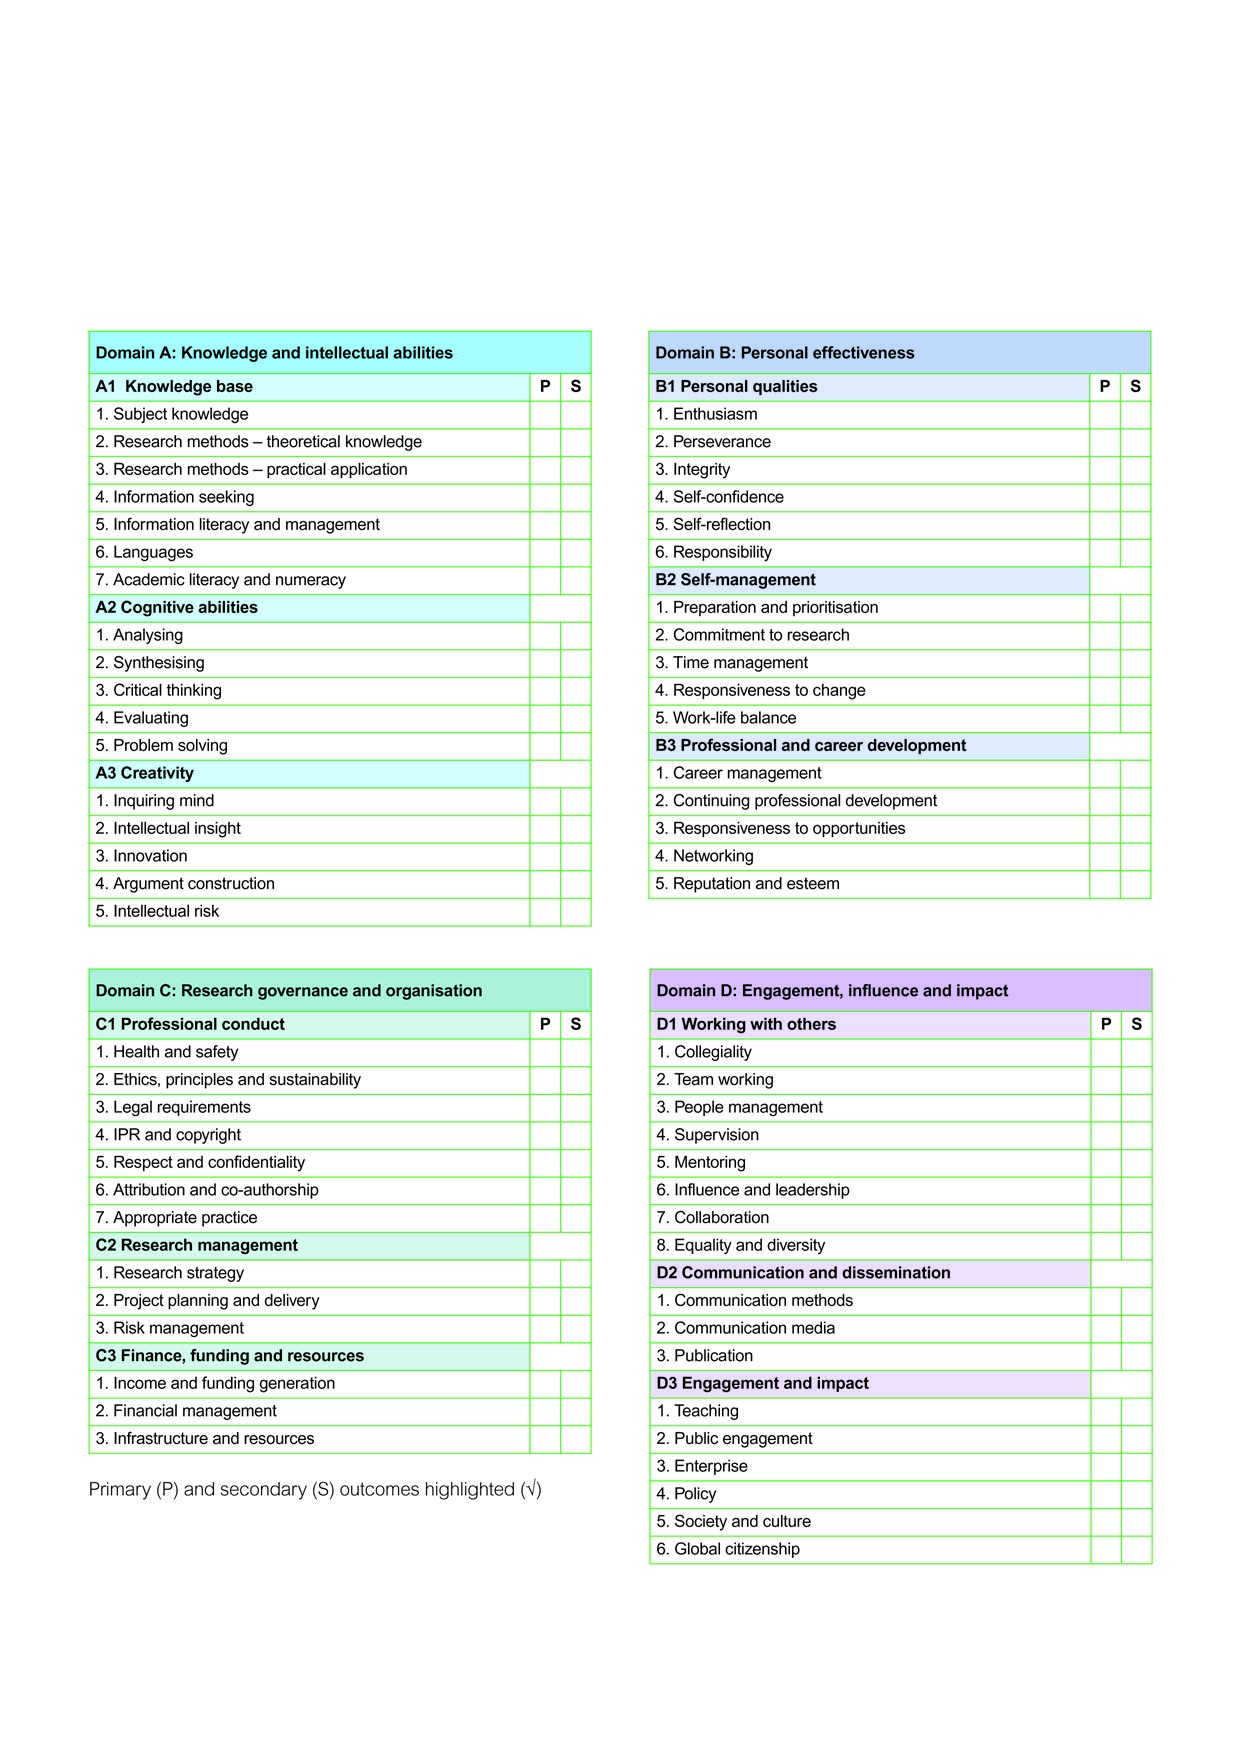 Domain A: Knowledge and intellectual abilities
A1  Knowledge base P S
1. Subject knowledge
2. Research methods – theoretical knowledge
3. Research methods – practical application
4. Information seeking
5. Information literacy and management
6. Languages
7. Academic literacy and numeracy
A2 Cognitive abilities
1. Analysing
2. Synthesising
3. Critical thinking
4. Evaluating
5. Problem solving
A3 Creativity
1. Inquiring mind
2. Intellectual insight
3. Innovation
4. Argument construction
5. Intellectual risk
Domain B: Personal effectiveness
B1 Personal qualities P S
1. Enthusiasm
2. Perseverance
3. Integrity
4. Self-confidence
5. Self-reflection
6. Responsibility
B2 Self-management
1. Preparation and prioritisation
2. Commitment to research
3. Time management
4. Responsiveness to change
5. Work-life balance
B3 Professional and career development
1. Career management
2. Continuing professional development
3. Responsiveness to opportunities
4. Networking
5. Reputation and esteem
Domain C: Research governance and organisation
C1 Professional conduct P S
1. Health and safety
2. Ethics, principles and sustainability
3. Legal requirements
4. IPR and copyright
5. Respect and confidentiality
6. Attribution and co-authorship
7. Appropriate practice
C2 Research management
1. Research strategy
2. Project planning and delivery
3. Risk management
C3 Finance, funding and resources
1. Income and funding generation
2. Financial management
3. Infrastructure and resources
Primary (P) and secondary (S) outcomes highlighted (√)
Domain D: Engagement, influence and impact
D1 Working with others P S
1. Collegiality
2. Team working
3. People management
4. Supervision
5. Mentoring
6. Influence and leadership
7. Collaboration
8. Equality and diversity
D2 Communication and dissemination
1. Communication methods
2. Communication media
3. Publication
D3 Engagement and impact
1. Teaching
2. Public engagement
3. Enterprise
4. Policy
5. Society and culture
6. Global citizenship